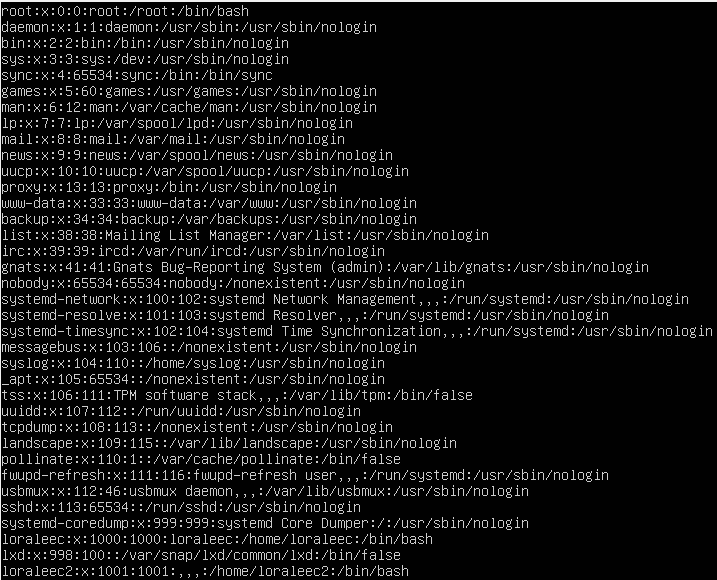 root:x:0:0:root:/root:/bin/bash
daemon:x:1:1:daemon:/usr/sbin:/usr/sbin/nologin
bin:x:2:2:bin:/bin:/usr/sbin/nologin
sys:x:3:3:sys:/dev:/usr/sbin/nologin
sync:x:4:65534:sync:/bin:/bin/sync
games:x:5:60:games:/usr/games:/usr/sbin/nologin
man:x:6:12:man:/var/cache/man:/usr/sbin/nologin
lp:x:7:7:lp:/var/spool/lpd:/usr/sbin/nologin
mail:x:8:8:mail:/var/mail:/usr/sbin/nologin
news:x:9:9:news:/var/spool/news:/usr/sbin/nologin
uucp:x:10:10:uucp:/var/spool/uucp:/usr/sbin/nologin
proxy:x:13:13:proxy:/bin:/usr/sbin/nologin
www-data:x:33:33:www-data:/var/www:/usr/sbin/nologin
backup:x:34:34:backup:/var/backups:/usr/sbin/nologin
list:x:38:38:Mailing List Manager:/var/list:/usr/sbin/nologin
irc:x:39:39:ircd:/var/run/ircd:/usr/sbin/nologin
gnats:x:41:41:Gnats Bug-Reporting System (admin):/var/lib/gnats:/usr/sbin/nologin
nobody:x:65534:65534:nobody:/nonexistent:/usr/sbin/nologin
systemd-network:x:100:102:systemd Network Management,,,:/run/systemd:/usr/sbin/nologin
systemd-resolve:x:101:103:systemd Resolver,,,:/run/systemd:/usr/sbin/nologin
systemd-timesync:x:102:104:systemd Time Synchronization,,,:/run/systemd:/usr/sbin/nologin
messagebus:x:103:106::/nonexistent:/usr/sbin/nologin
syslog:x:104:110::/home/syslog:/usr/sbin/nologin
_apt:x:105:65534::/nonexistent:/usr/sbin/nologin
tss:x:106:111:TPM software stack,,,:/var/lib/tpm:/bin/false
uuidd:x:107:112::/run/uuidd:/usr/sbin/nologin
tcpdump:x:108:113::/nonexistent:/usr/sbin/nologin
landscape:x:109:115::/var/lib/landscape:/usr/sbin/nologin
pollinate:x:110:1::/var/cache/pollinate:/bin/false
fwupd-refresh:x:111:116:fwupd-refresh user,,,:/run/systemd:/usr/sbin/nologin
usbmux:x:112:46:usbmux daemon,,,:/var/lib/usbmux:/usr/sbin/nologin
sshd:x:113:65534::/run/sshd:/usr/sbin/nologin
systemd-coredump:x:999:999:systemd Core Dumper:/:/usr/sbin/nologin
loraleec:x:1000:1000:loraleec:/home/loraleec:/bin/bash
lxd:x:998:100::/var/snap/lxd/common/lxd:/bin/false
loraleec2:x:1001:1001:,,,:/home/loraleec2:/bin/bash